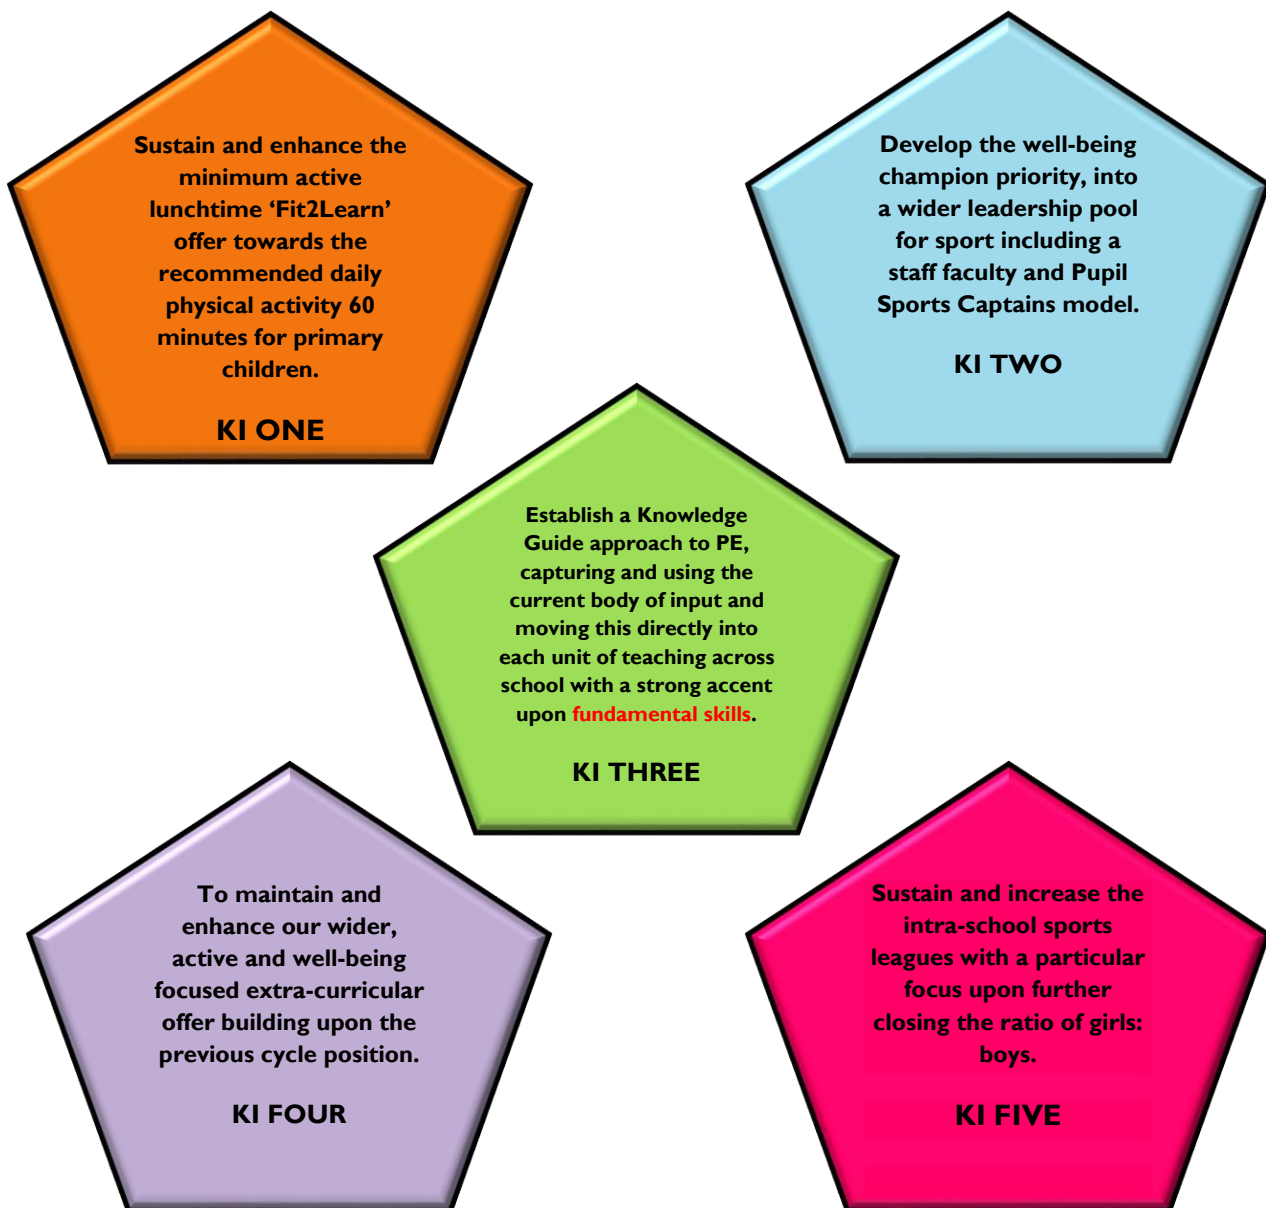 Sustain and enhance the
minimum active
lunchtime ‘Fit2Learn’
offer towards the
recommended daily
physical activity 60
minutes for primary
children.
KI ONE
Develop the well-being
champion priority, into
a wider leadership pool
for sport including a
staff faculty and Pupil
Sports Captains model.
KI TWO
Establish a Knowledge
Guide approach to PE,
capturing and using the
current body of input and
moving this directly into
each unit of teaching across
school with a strong accent
upon fundamental skills.
KI THREE
To maintain and
enhance our wider,
active and well-being
focused extra-curricular
offer building upon the
previous cycle position.
KI FOUR
Sustain and increase the
intra-school sports
leagues with a particular
focus upon further
closing the ratio of girls:
boys.
KI FIVE